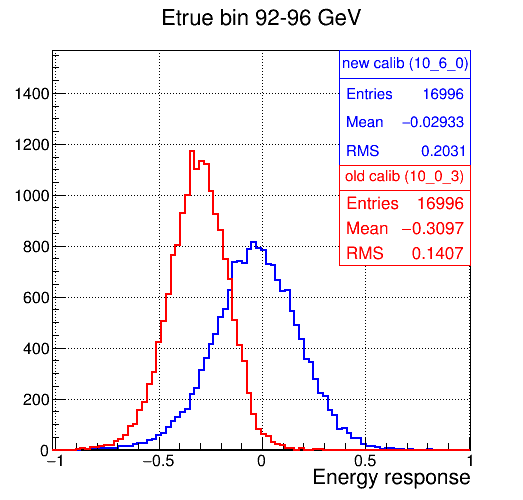 Etrue bin 92-96 GeV
new calib (10_6_0)
Entries 16996
Mean −0.02933
RMS 0.2031
old calib (10_0_3)
Entries 16996
Mean −0.3097
RMS 0.1407
1400
1200
1000
800
600
400
200
0
−1 −0.5 0 0.5 1
Energy response